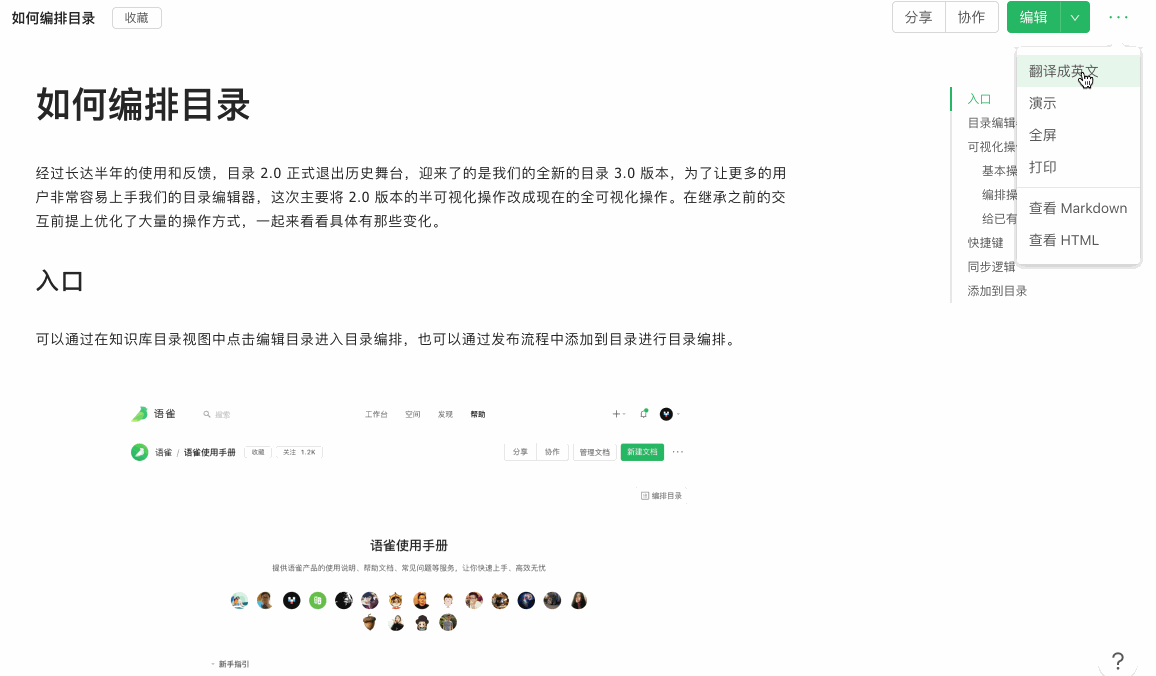 如何编排目录
收藏
分享
协作
编辑
翻译成英文
演示
全屏
打印
查看 Markdown
查看 HTML
如何编排目录
经过长达半年的使用和反馈，目录 2.0 正式退出历史舞台，迎来了的是我们的全新的目录 3.0 版本，为了让更多的用
户非常容易上手我们的目录编辑器，这次主要将 2.0 版本的半可视化操作改成现在的全可视化操作。在继承之前的交
互前提上优化了大量的操作方式，一起来看看具体有那些变化。
入口
目录编辑
可视化操
基本操
编排操
给已有
快捷键
同步逻辑
添加到目录
入口
可以通过在知识库目录视图中点击编辑目录进入目录编排，也可以通过发布流程中添加到目录进行目录编排。
语雀
搜索
工作台
空间
发现
帮助
语雀 / 语雀使用手册
收藏
关注 1.2K
分享
协作
管理文档
新建文档
编排目录
语雀使用手册
提供语雀产品的使用说明、帮助文档、常见问题等服务，让你快速上手、高效无忧
新手指引
?